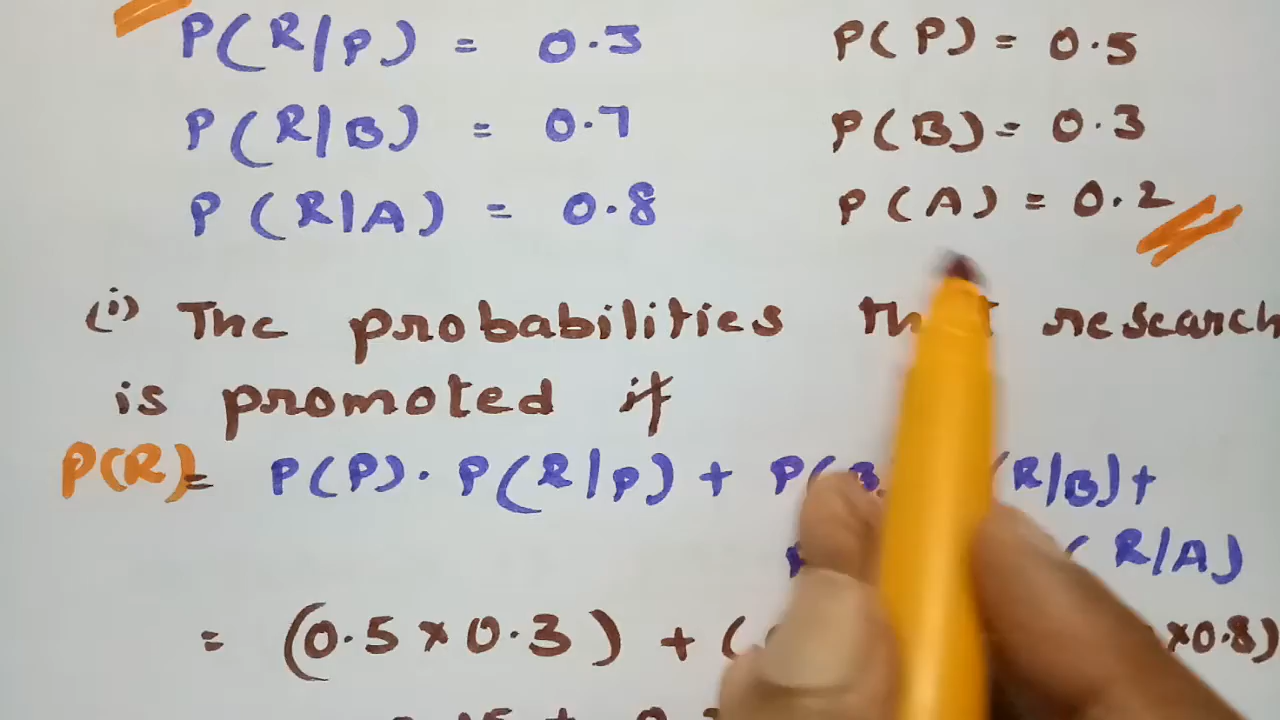 P(R/P) = 0.3 P(P) = 0.5
P(R/B) = 0.7 P(B) = 0.3
P(R/A) = 0.8 P(A) = 0.2
(i) The probabilities research
is promoted if
P(R) = P(P). P(R/P) + P(B R/B) +
R/A)
= (0.5 × 0.3) + ( ×0.8)